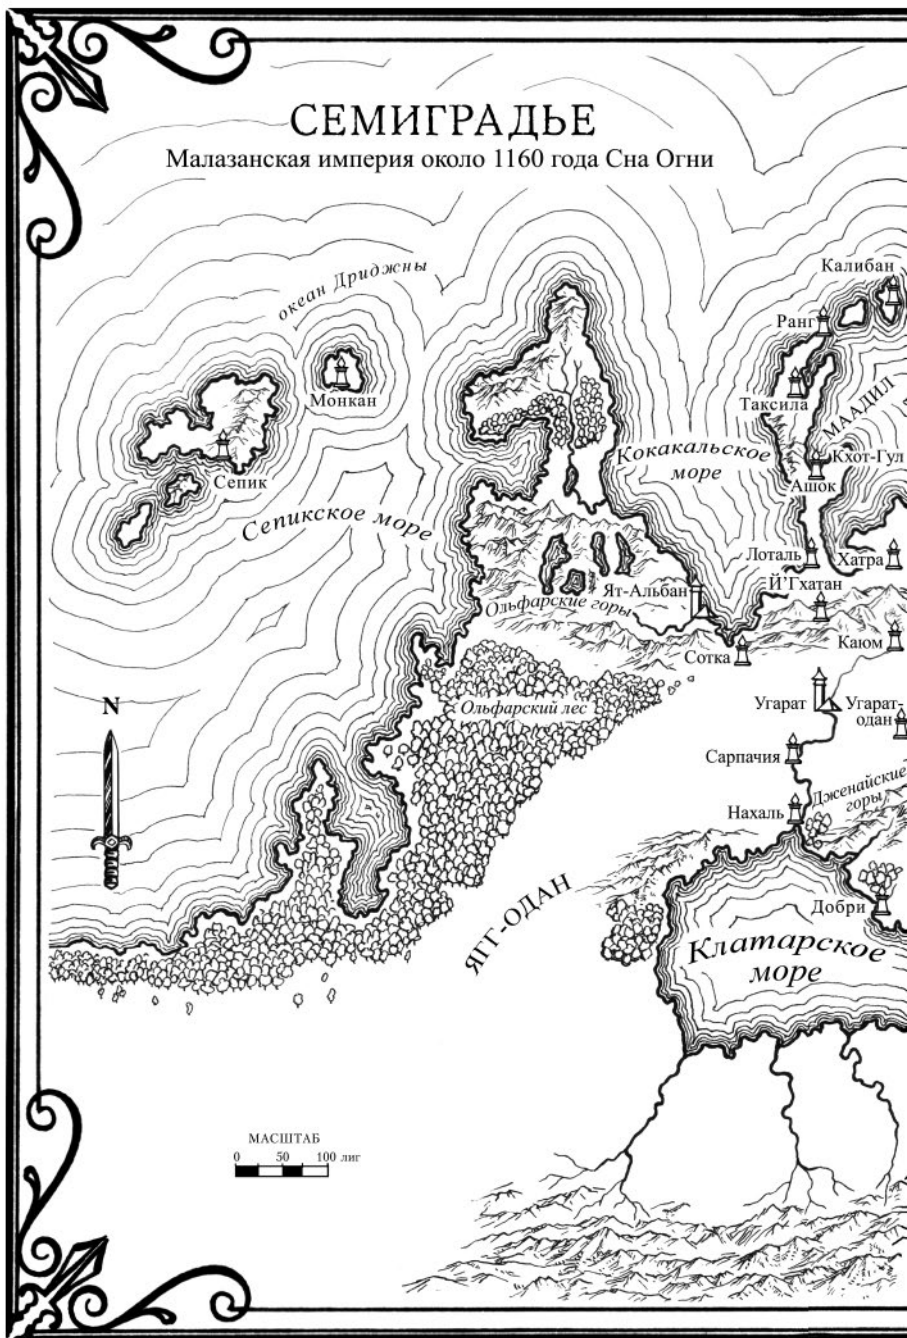 СЕМИГРАДЬЕ
Малазанская империя около 1160 года Сна Огни
океан Дриджны
Калибан
Ранг
Монкан
Таксила
МААДИЛ
Кокакальское
море
Кхот-Гул
Сепик
Ашок
Сепикское море
Лоталь
Хатра
Й'Гхатан
Ят-Альбан
Ольфарские горы
Каюм
Сотка
N
Ольфарский лес
Угарат
Угарат-
одан
Сарпачия
Дженайские
горы
Нахаль
ЯГГ-ОДАН
Добри
Клатарское
море
МАСШТАБ
0 50 100 лиг